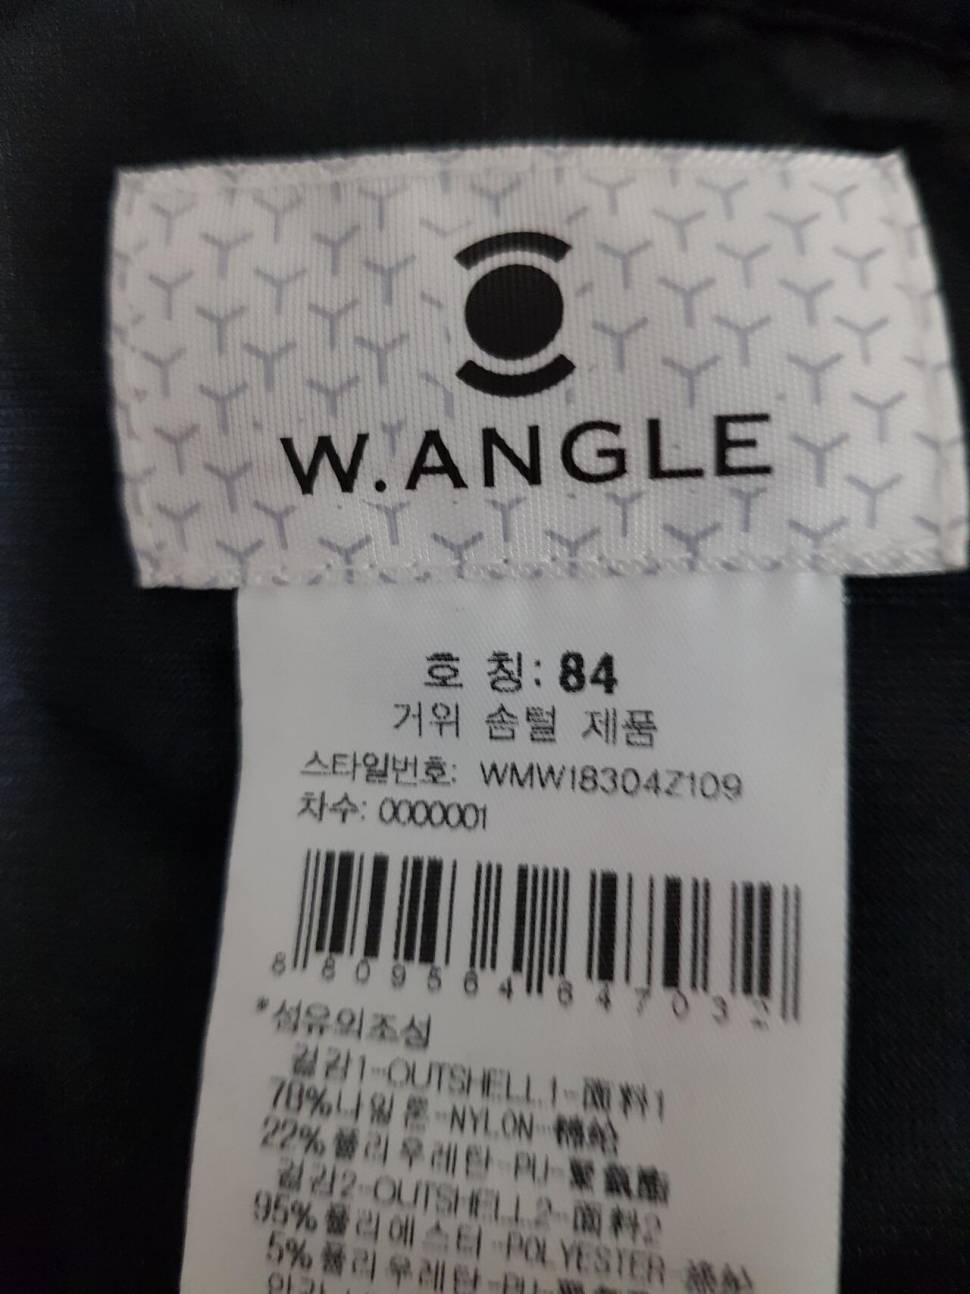 W.ANGLE
호 칭: 84
거위 솜털 제품
스타일번호: WMW18304Z109
차수: 0000001
8 809564 647032
*섬유의조성
겉감1-OUTSHELL1-面料1
78%나일론-NYLON-锦纶
22%폴리우레탄-PU-聚氨酯
겉감2-OUTSHELL2-面料2
95%폴리에스터-POLYESTER
5%폴리우레탄-PU